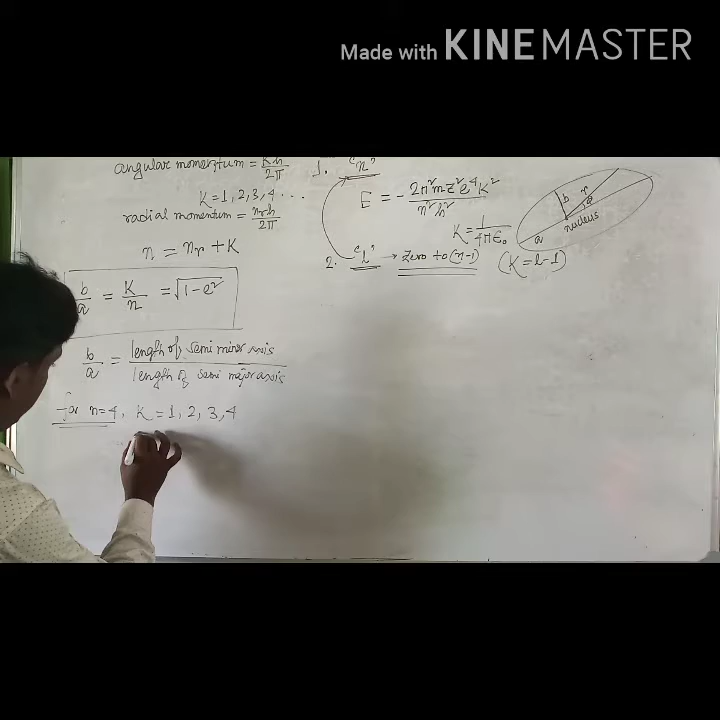 Made with KINEMASTER
angular momentum = Kh/2π
K = 1, 2, 3, 4 . . .
radial momentum = nrh/2π
n = nr + K
b/a = K/n = √1 - e²
b/a = length of semi minor axis / length of semi major axis
For n = 4, K = 1, 2, 3, 4
1. "n"
E = - 2π²mZ²e⁴K² / n²h²
K = 1/4πε₀
2. "l" → Zero to (n-1) (K = l - 1)
b r φ
a nucleus